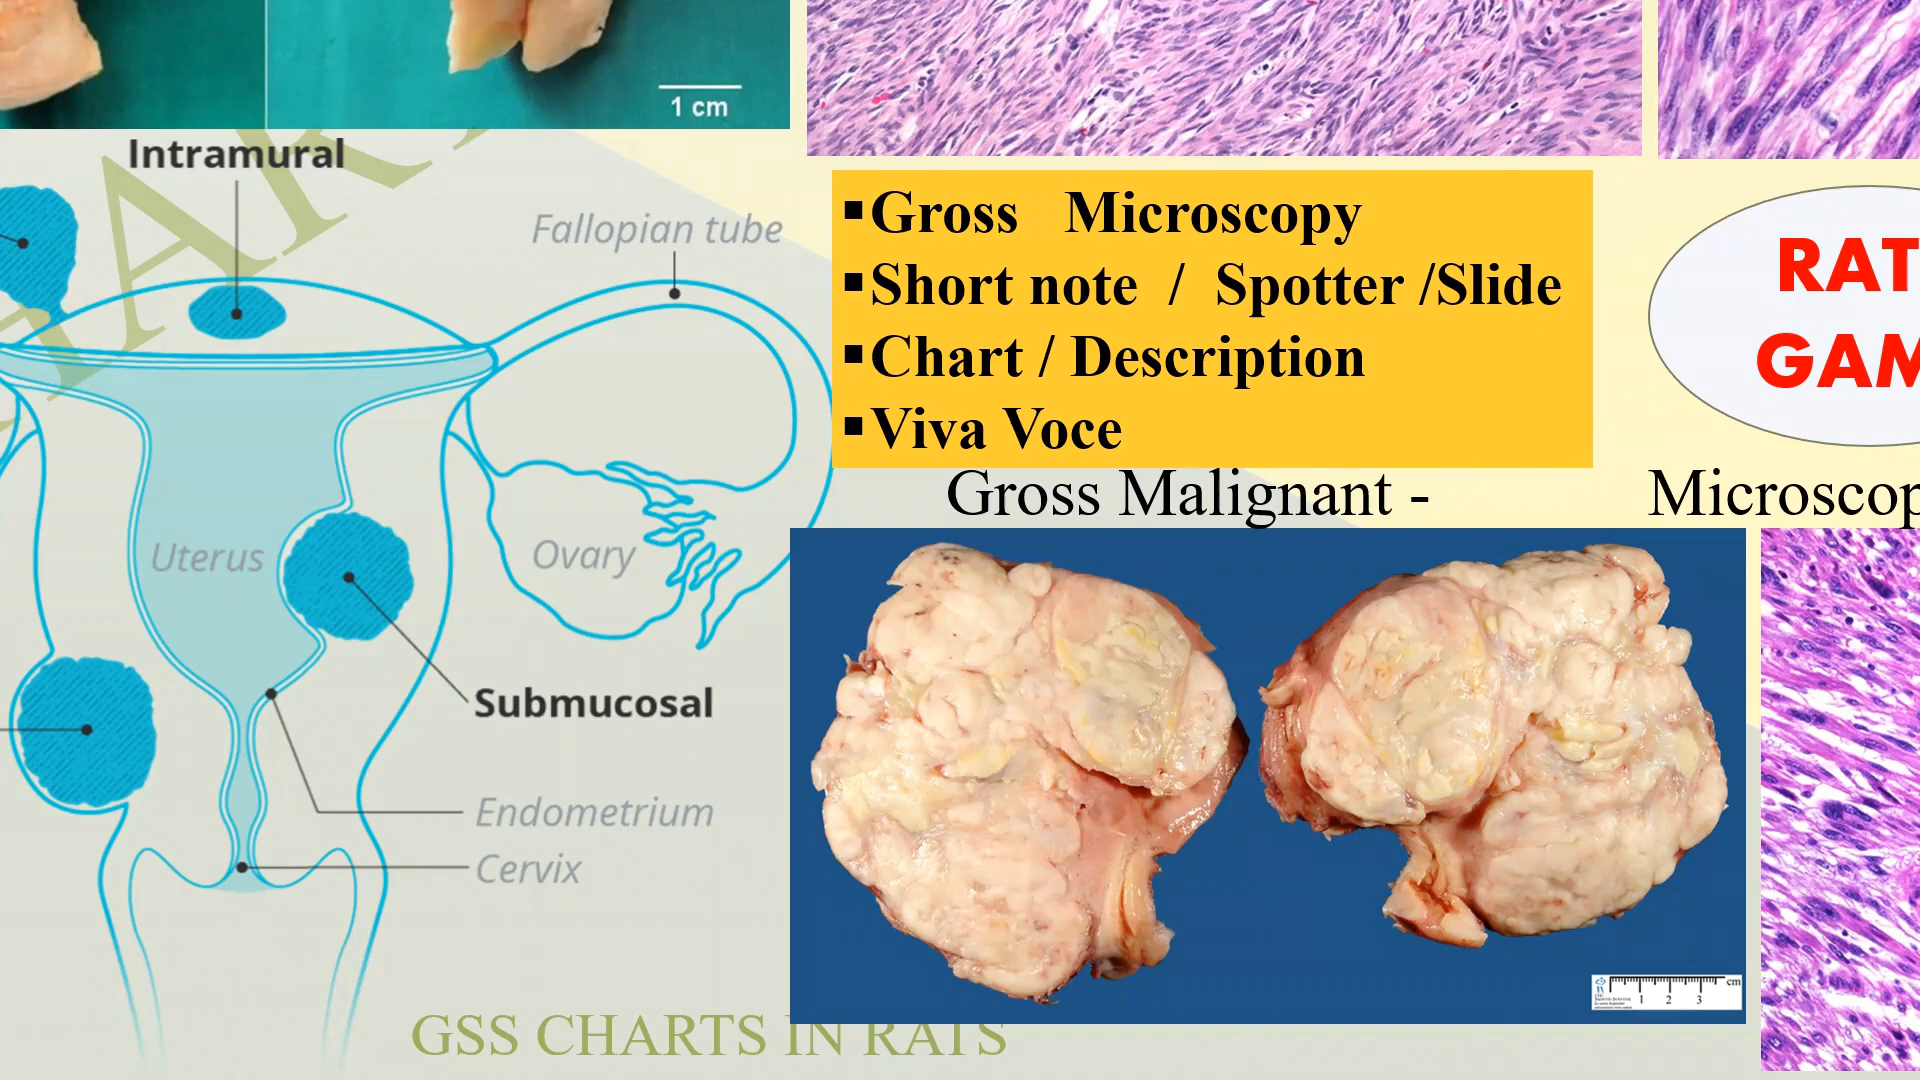 1 cm
Intramural
Fallopian tube
▪Gross Microscopy
▪Short note / Spotter /Slide
▪Chart / Description
▪Viva Voce
RAT
GAM
Gross Malignant -
Microscop
Uterus
Ovary
Submucosal
Endometrium
Cervix
cm
1 2 3
GSS CHARTS IN RATS